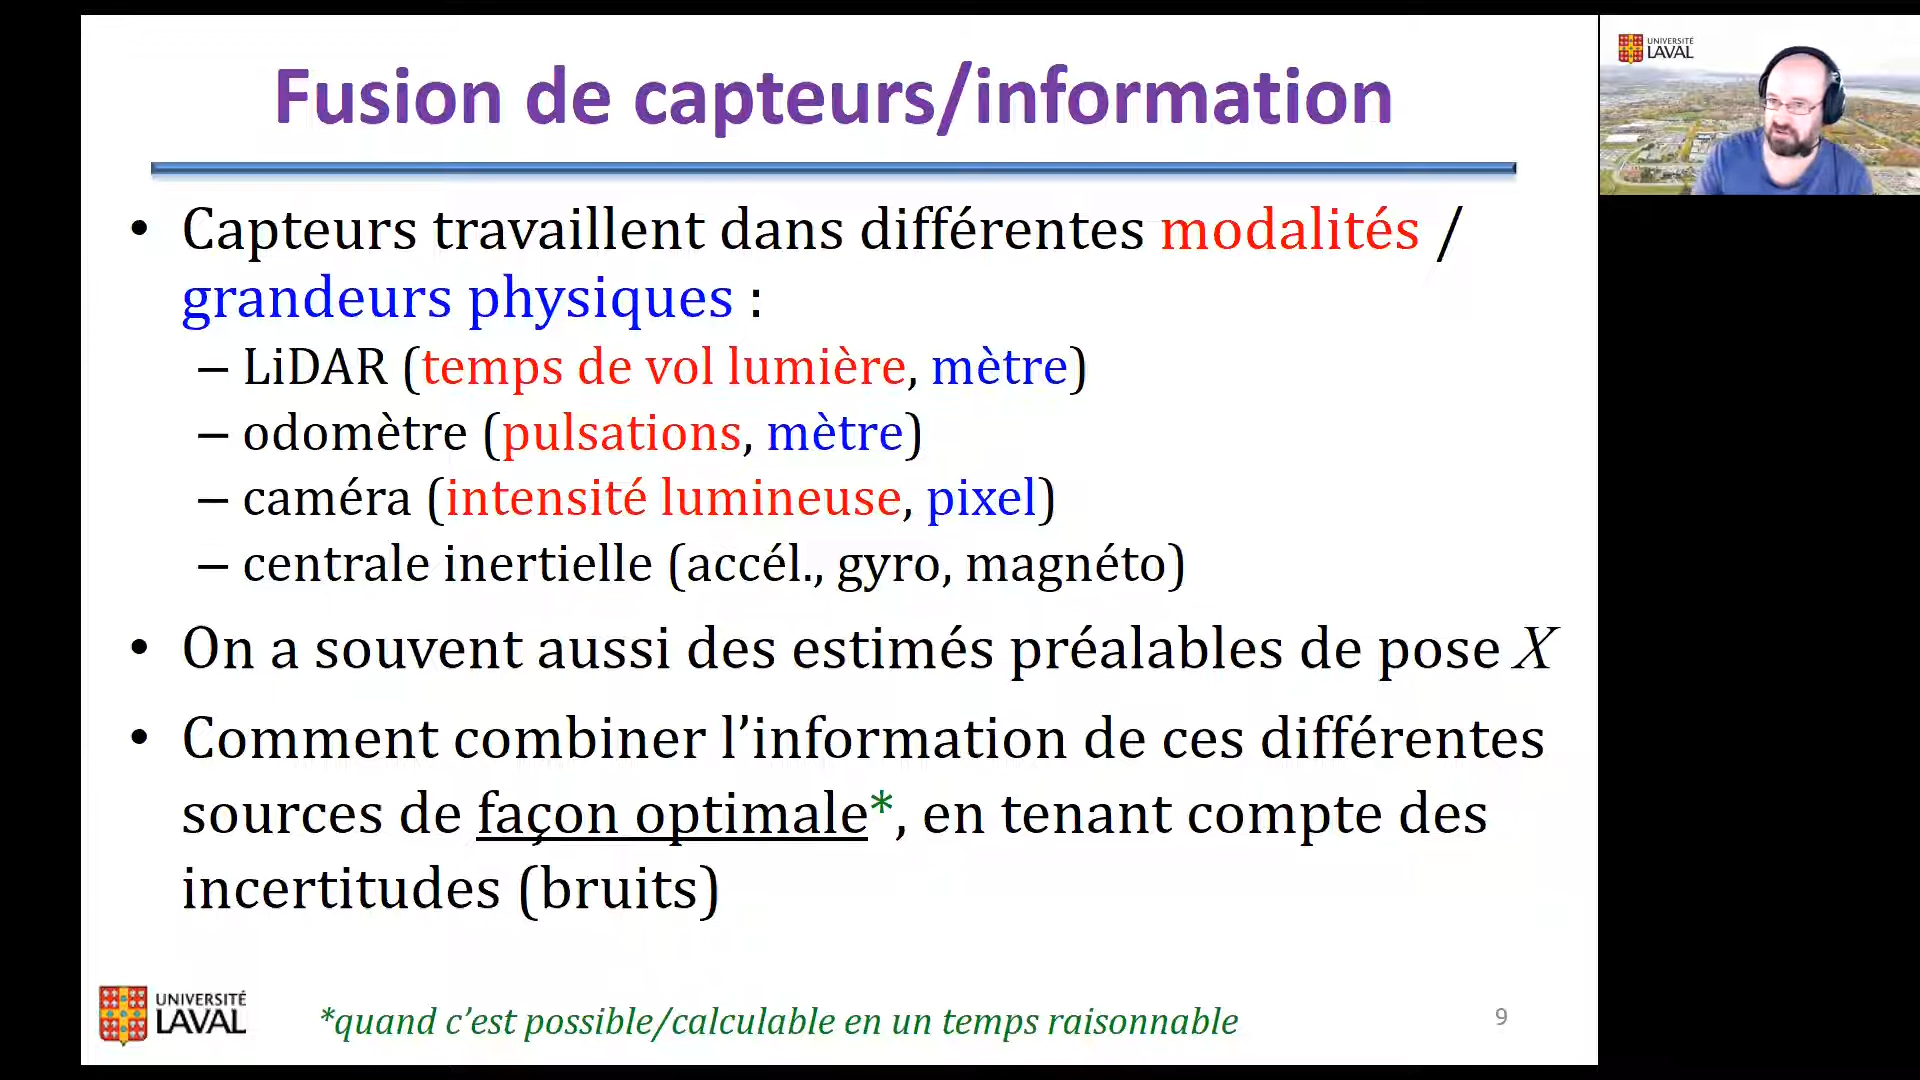 Fusion de capteurs/information
• Capteurs travaillent dans différentes modalités /
grandeurs physiques :
– LiDAR (temps de vol lumière, mètre)
– odomètre (pulsations, mètre)
– caméra (intensité lumineuse, pixel)
– centrale inertielle (accél., gyro, magnéto)
• On a souvent aussi des estimés préalables de pose X
• Comment combiner l’information de ces différentes
sources de façon optimale*, en tenant compte des
incertitudes (bruits)
UNIVERSITÉ
LAVAL
*quand c’est possible/calculable en un temps raisonnable
9
UNIVERSITÉ
LAVAL